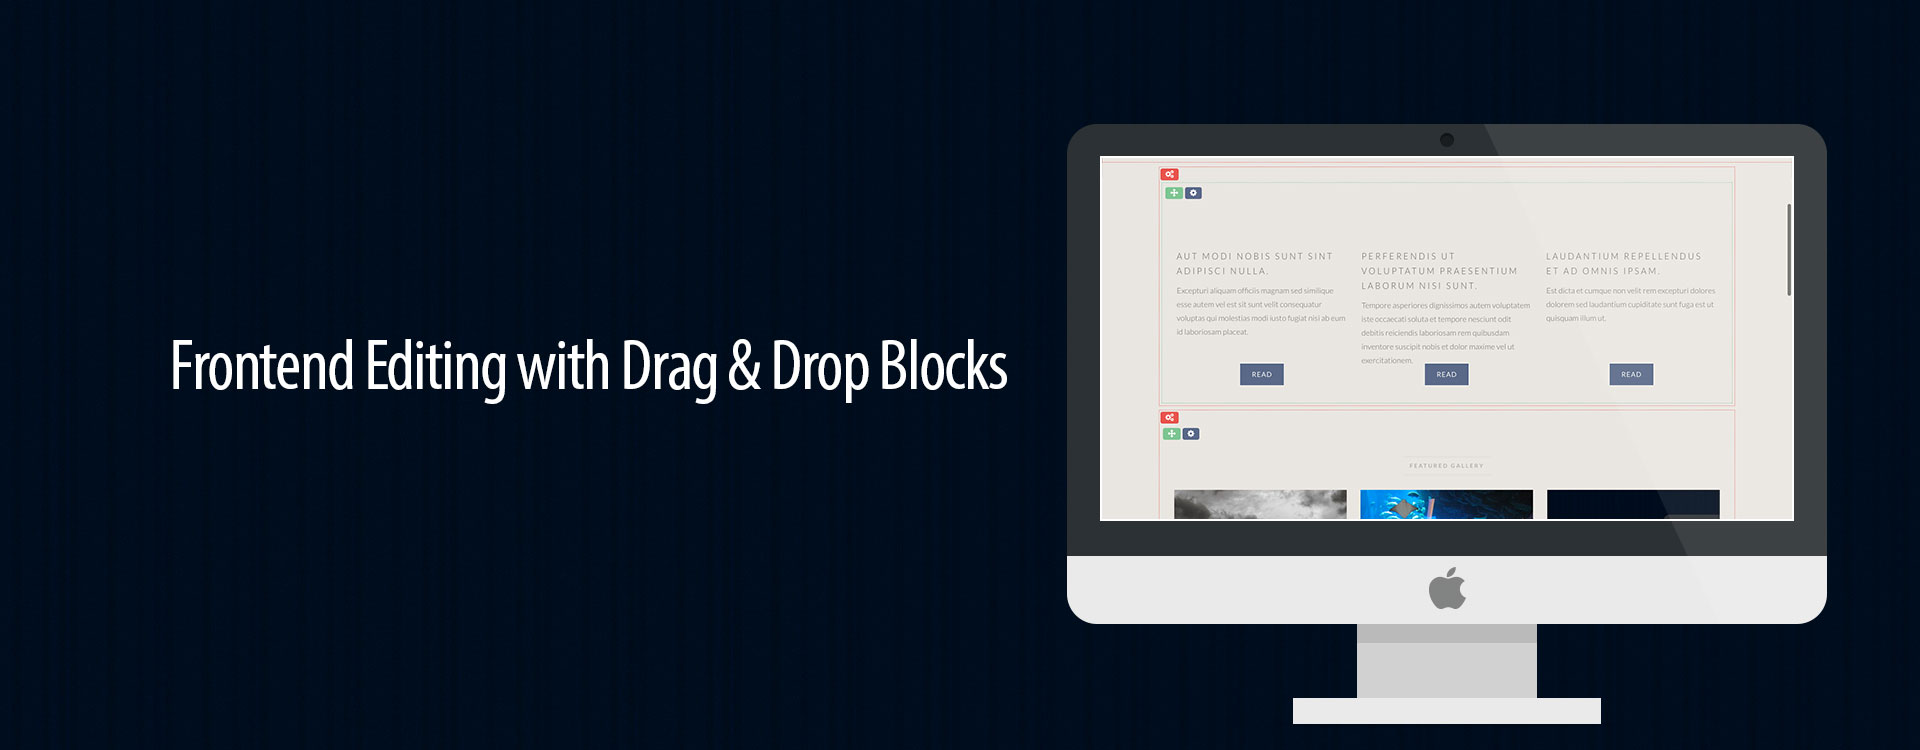 Frontend Editing with Drag & Drop Blocks
AUT MODI NOBIS SUNT SINT
ADIPISCI NULLA.
Excepturi aliquam officiis magnam sed similique
esse autem vel est sit sunt velit consequatur
voluptas qui molestias modi iusto fugiat nisi ab eum
id laboriosam placeat.
READ
PERFERENDIS UT
VOLUPTATUM PRAESENTIUM
LABORUM NISI SUNT.
Tempore asperiores dignissimos autem voluptatem
iste occaecati soluta et tempore nesciunt odit
debitis reiciendis laboriosam rem quibusdam
inventore suscipit nobis et dolor maxime vel ut
exercitationem.
READ
LAUDANTIUM REPELLENDUS
ET AD OMNIS IPSAM.
Est dicta et cumque non velit rem excepturi dolores
dolorem sed laudantium cupiditate sunt fuga est ut
quisquam illum ut.
READ
FEATURED GALLERY